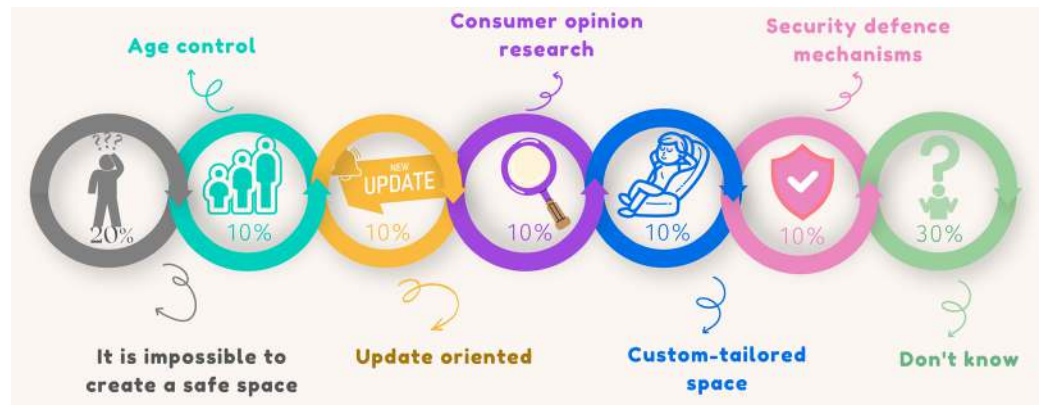 Consumer opinion
research
Security defence
mechanisms
Age control
???
NEW
UPDATE
?
20%
10%
10%
10%
10%
10%
30%
It is impossible to
create a safe space
Update oriented
Custom-tailored
space
Don't know